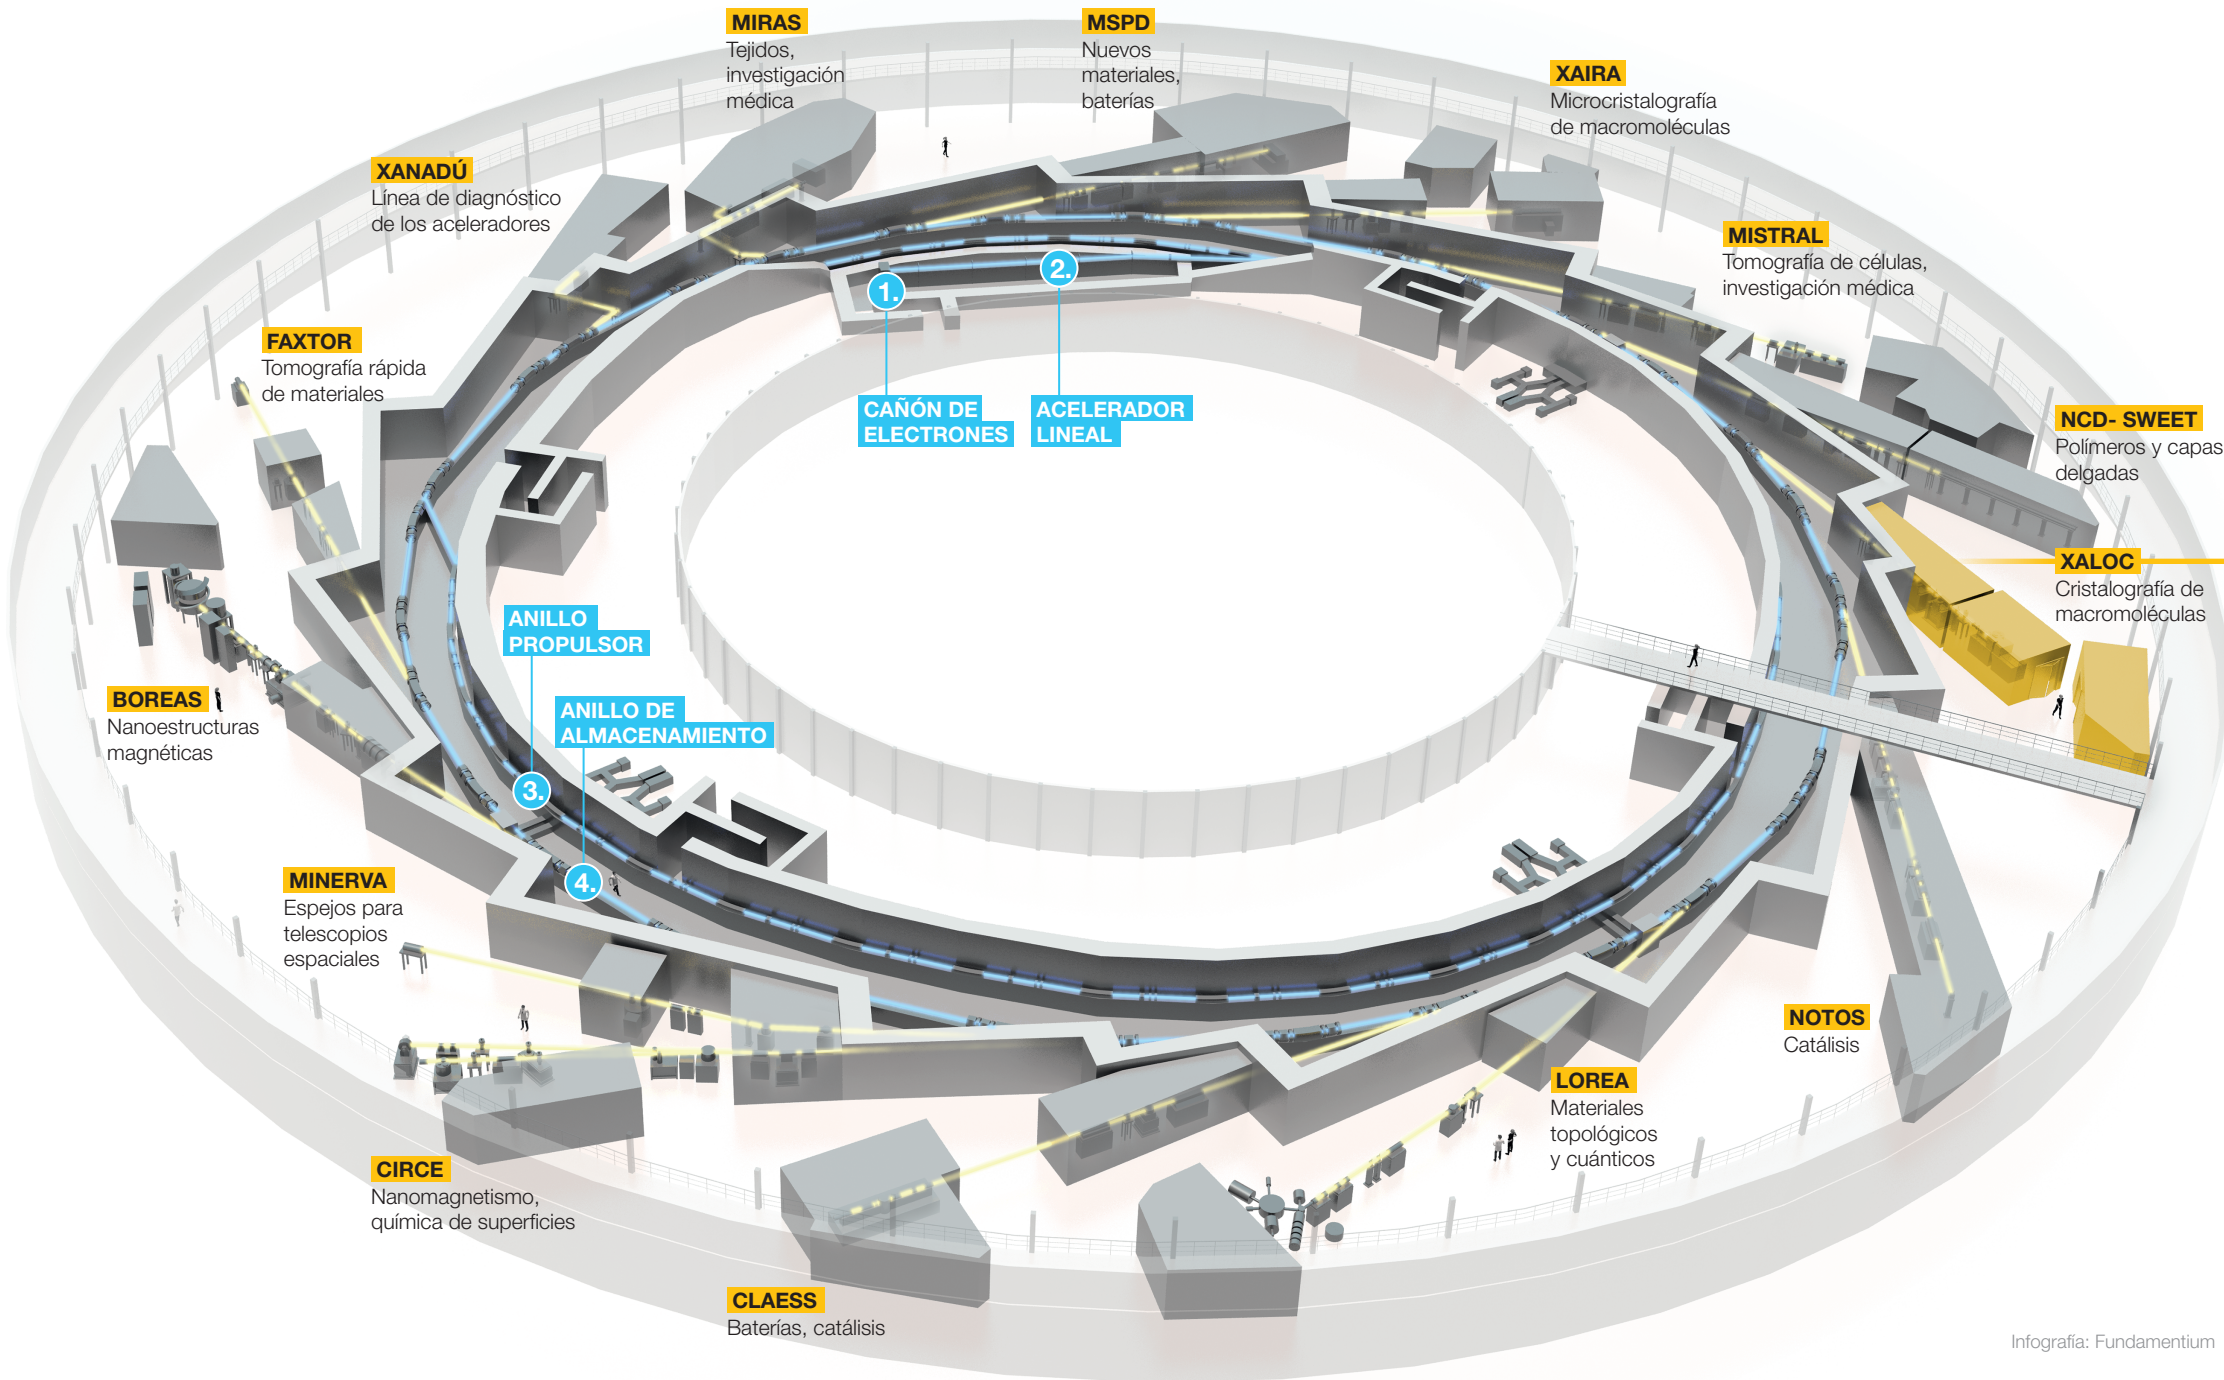 MIRAS
Tejidos,
investigación
médica
MSPD
Nuevos
materiales,
baterías
XAIRA
Microcristalografía
de macromoléculas
XANADÚ
Línea de diagnóstico
de los aceleradores
MISTRAL
Tomografía de células,
investigación médica
FAXTOR
Tomografía rápida
de materiales
1.
2.
CAÑÓN DE
ELECTRONES
ACELERADOR
LINEAL
NCD- SWEET
Polímeros y capas
delgadas
XALOC
Cristalografía de
macromoléculas
ANILLO
PROPULSOR
ANILLO DE
ALMACENAMIENTO
3.
4.
BOREAS
Nanoestructuras
magnéticas
MINERVA
Espejos para
telescopios
espaciales
NOTOS
Catálisis
LOREA
Materiales
topológicos
y cuánticos
CIRCE
Nanomagnetismo,
química de superficies
CLAESS
Baterías, catálisis
Infografía: Fundamentium